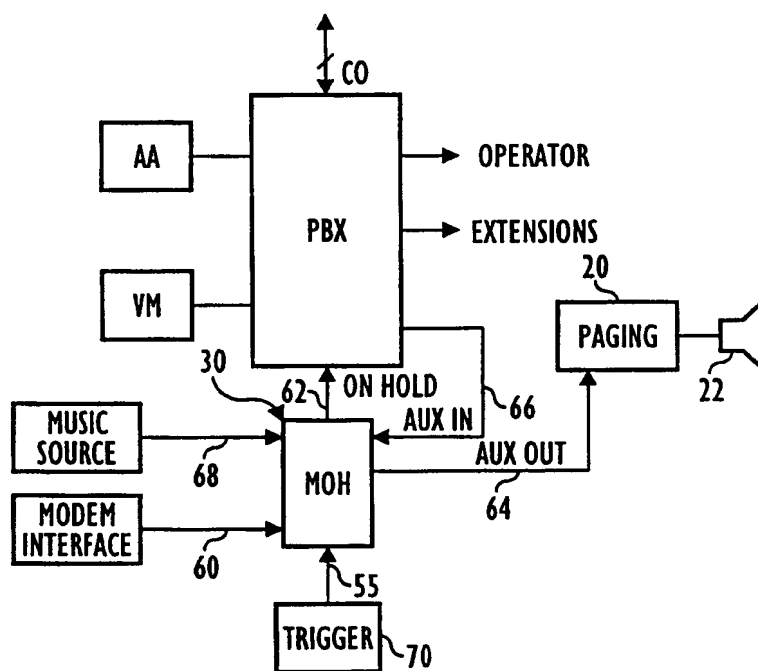 CO
AA
OPERATOR
PBX
EXTENSIONS
VM
20
PAGING
22
30
62
ON HOLD
66
AUX IN
MUSIC
SOURCE
68
MOH
AUX OUT
64
MODEM
INTERFACE
60
55
TRIGGER
70